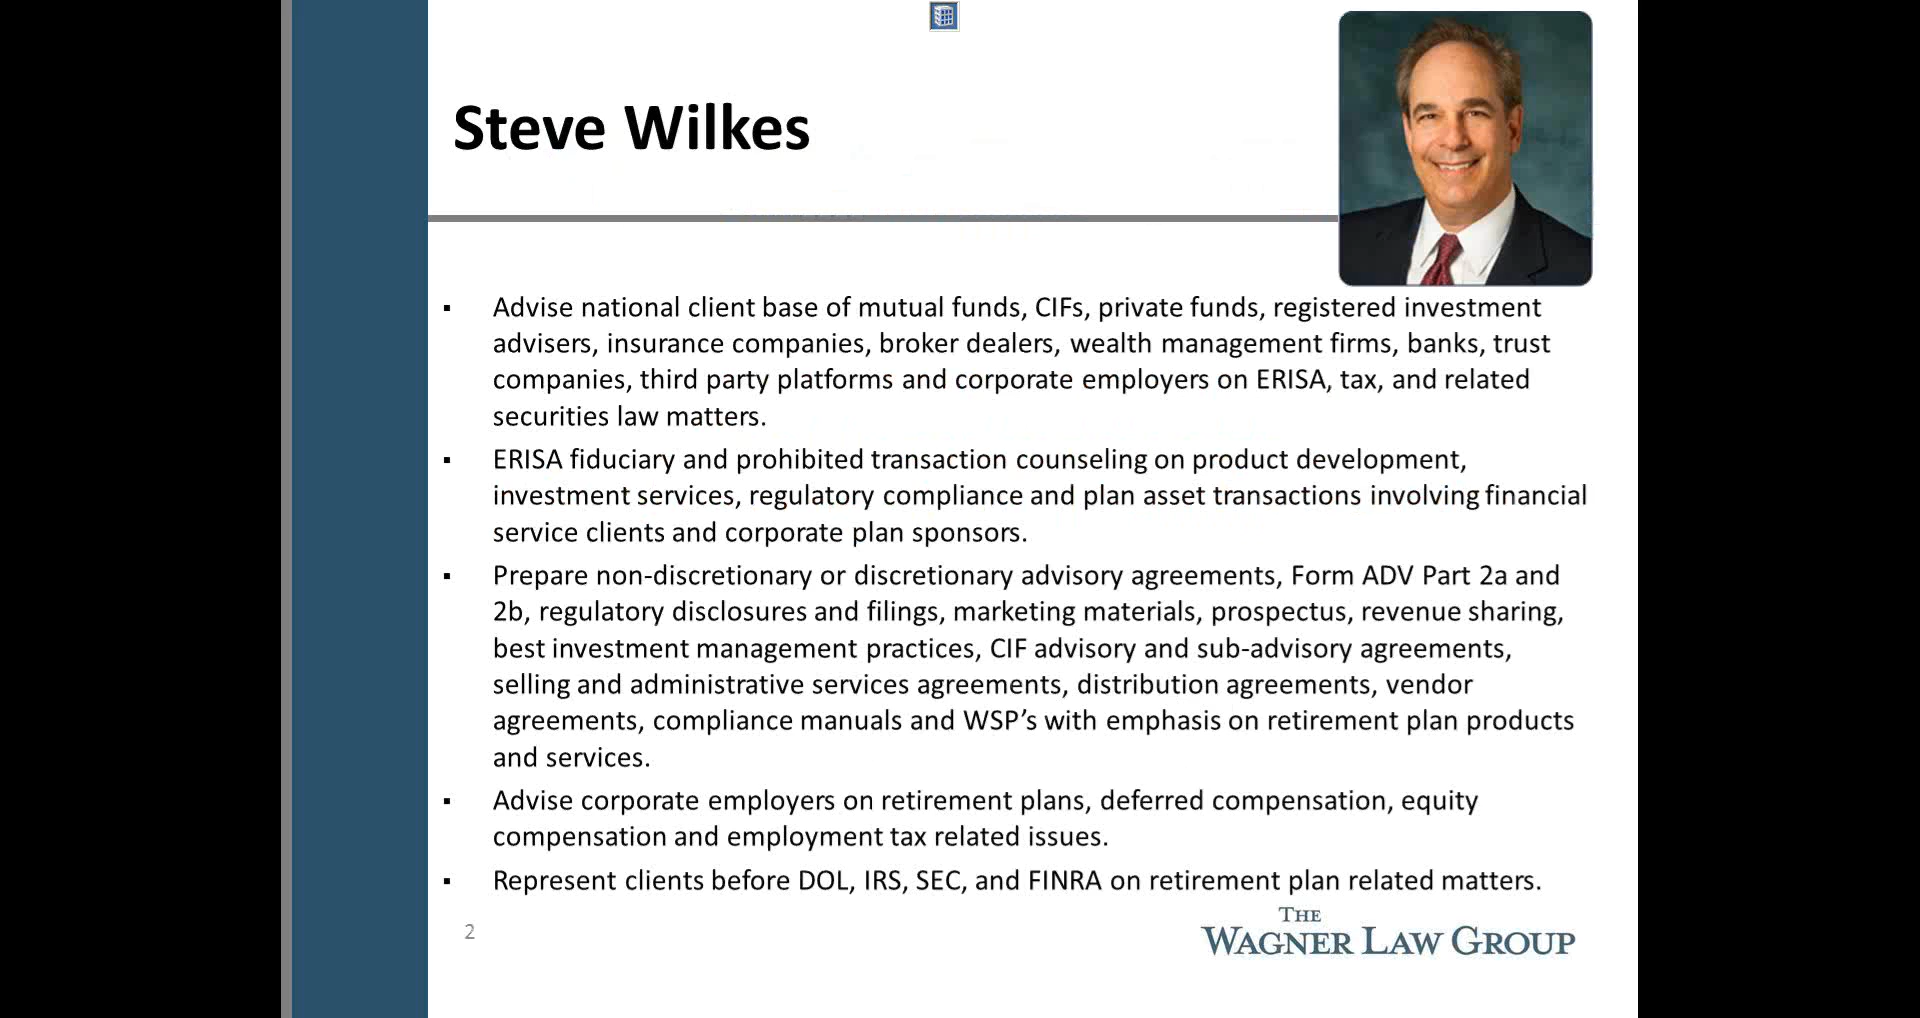 Steve Wilkes
▪ Advise national client base of mutual funds, CIFs, private funds, registered investment
advisers, insurance companies, broker dealers, wealth management firms, banks, trust
companies, third party platforms and corporate employers on ERISA, tax, and related
securities law matters.
▪ ERISA fiduciary and prohibited transaction counseling on product development,
investment services, regulatory compliance and plan asset transactions involving financial
service clients and corporate plan sponsors.
▪ Prepare non-discretionary or discretionary advisory agreements, Form ADV Part 2a and
2b, regulatory disclosures and filings, marketing materials, prospectus, revenue sharing,
best investment management practices, CIF advisory and sub-advisory agreements,
selling and administrative services agreements, distribution agreements, vendor
agreements, compliance manuals and WSP’s with emphasis on retirement plan products
and services.
▪ Advise corporate employers on retirement plans, deferred compensation, equity
compensation and employment tax related issues.
▪ Represent clients before DOL, IRS, SEC, and FINRA on retirement plan related matters.
2
THE
WAGNER LAW GROUP